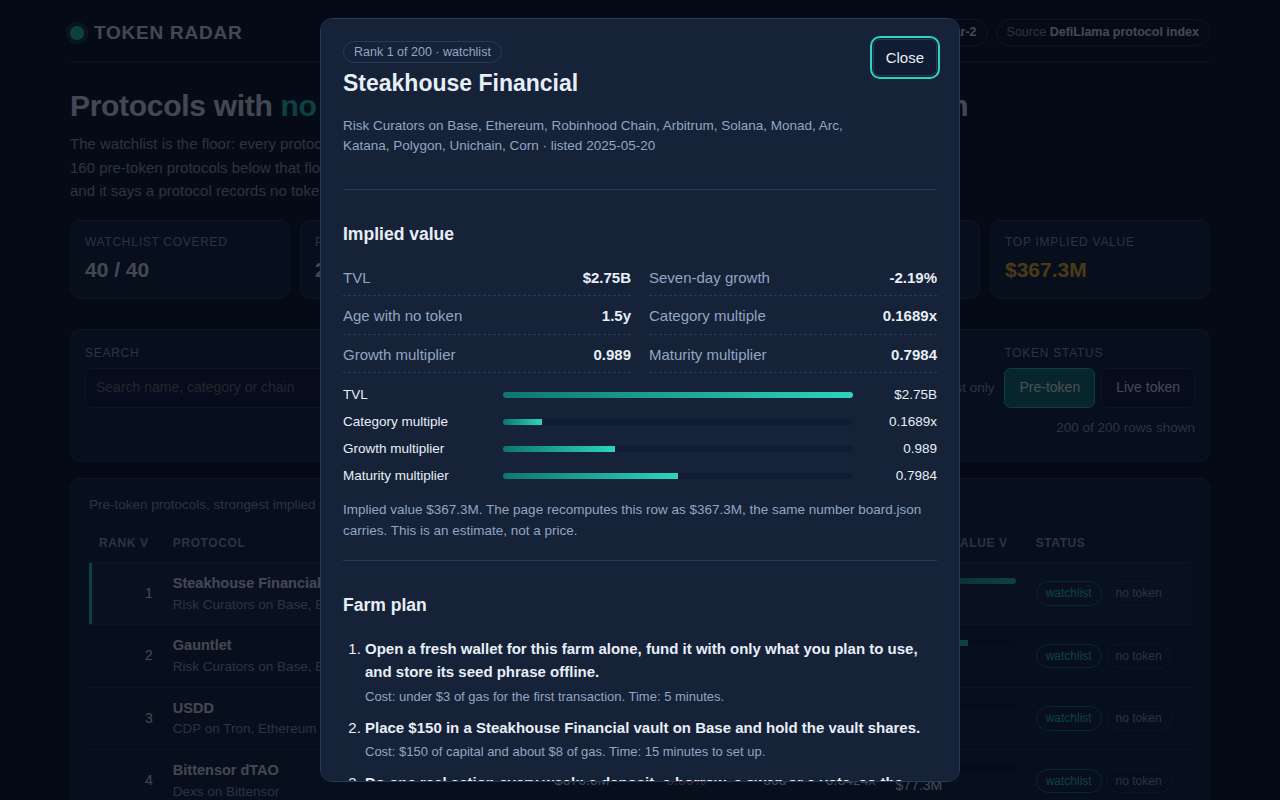 TOKEN RADAR
Source DefiLlama protocol index
Protocols with no
The watchlist is the floor: every
160 pre-token protocols below that
and it says a protocol records no
WATCHLIST COVERED
40 / 40
TOP IMPLIED VALUE
$367.3M
SEARCH
Search name, category or chain
only
TOKEN STATUS
Pre-token
Live token
200 of 200 rows shown
Pre-token protocols, strongest implied
RANK V
PROTOCOL
STATUS
1
Steakhouse Financial
Risk Curators on Base,
watchlist
no token
2
Gauntlet
Risk Curators on Base,
watchlist
no token
3
USDD
CDP on Tron, Ethereum
watchlist
no token
4
Bittensor dTAO
Dexs on Bittensor
$77.3M
watchlist
no token
Rank 1 of 200 · watchlist
Close
Steakhouse Financial
Risk Curators on Base, Ethereum, Robinhood Chain, Arbitrum, Solana, Monad, Arc,
Katana, Polygon, Unichain, Corn · listed 2025-05-20
Implied value
TVL $2.75B
Seven-day growth -2.19%
Age with no token 1.5y
Category multiple 0.1689x
Growth multiplier 0.989
Maturity multiplier 0.7984
TVL $2.75B
Category multiple 0.1689x
Growth multiplier 0.989
Maturity multiplier 0.7984
Implied value $367.3M. The page recomputes this row as $367.3M, the same number board.json
carries. This is an estimate, not a price.
Farm plan
1. Open a fresh wallet for this farm alone, fund it with only what you plan to use,
and store its seed phrase offline.
Cost: under $3 of gas for the first transaction. Time: 5 minutes.
2. Place $150 in a Steakhouse Financial vault on Base and hold the vault shares.
Cost: $150 of capital and about $8 of gas. Time: 15 minutes to set up.